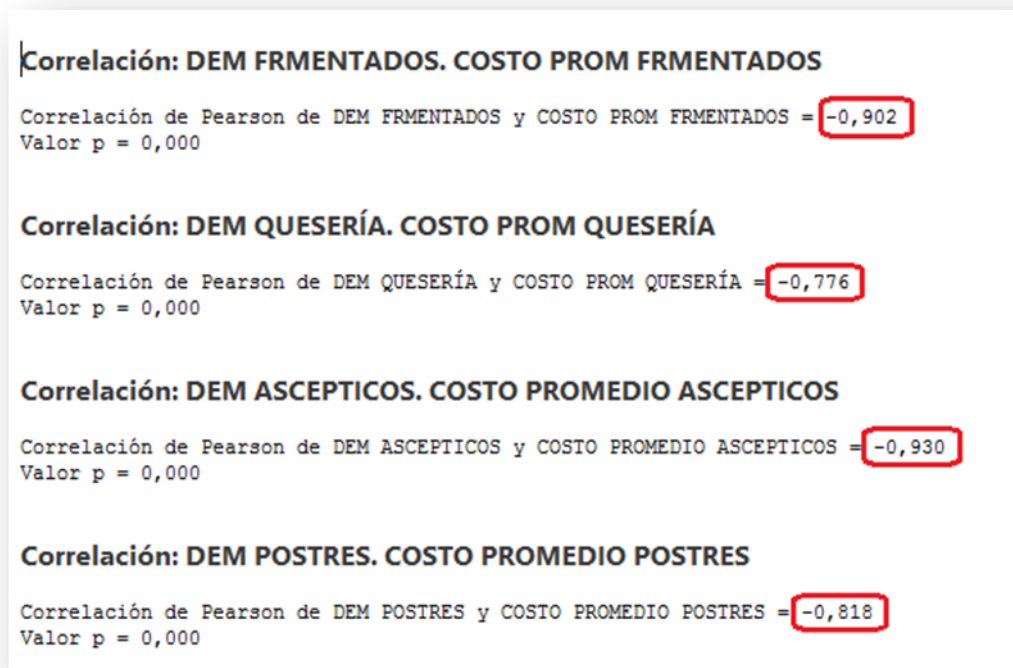 Correlación: DEM FRMENTADOS. COSTO PROM FRMENTADOS
Correlación de Pearson de DEM FRMENTADOS y COSTO PROM FRMENTADOS = -0,902
Valor p = 0,000
Correlación: DEM QUESERÍA. COSTO PROM QUESERÍA
Correlación de Pearson de DEM QUESERÍA y COSTO PROM QUESERÍA = -0,776
Valor p = 0,000
Correlación: DEM ASCEPTICOS. COSTO PROMEDIO ASCEPTICOS
Correlación de Pearson de DEM ASCEPTICOS y COSTO PROMEDIO ASCEPTICOS = -0,930
Valor p = 0,000
Correlación: DEM POSTRES. COSTO PROMEDIO POSTRES
Correlación de Pearson de DEM POSTRES y COSTO PROMEDIO POSTRES = -0,818
Valor p = 0,000